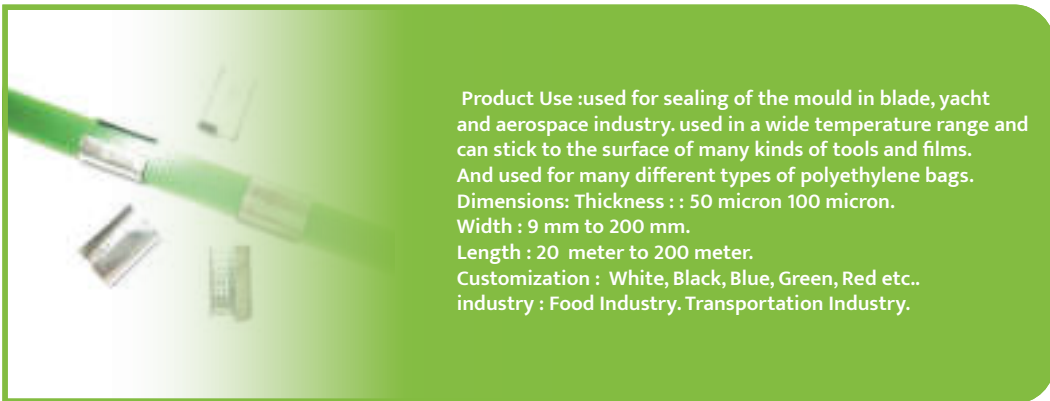 Product Use :used for sealing of the mould in blade, yacht
and aerospace industry. used in a wide temperature range and
can stick to the surface of many kinds of tools and films.
And used for many different types of polyethylene bags.
Dimensions: Thickness : : 50 micron 100 micron.
Width : 9 mm to 200 mm.
Length : 20 meter to 200 meter.
Customization : White, Black, Blue, Green, Red etc..
industry : Food Industry. Transportation Industry.